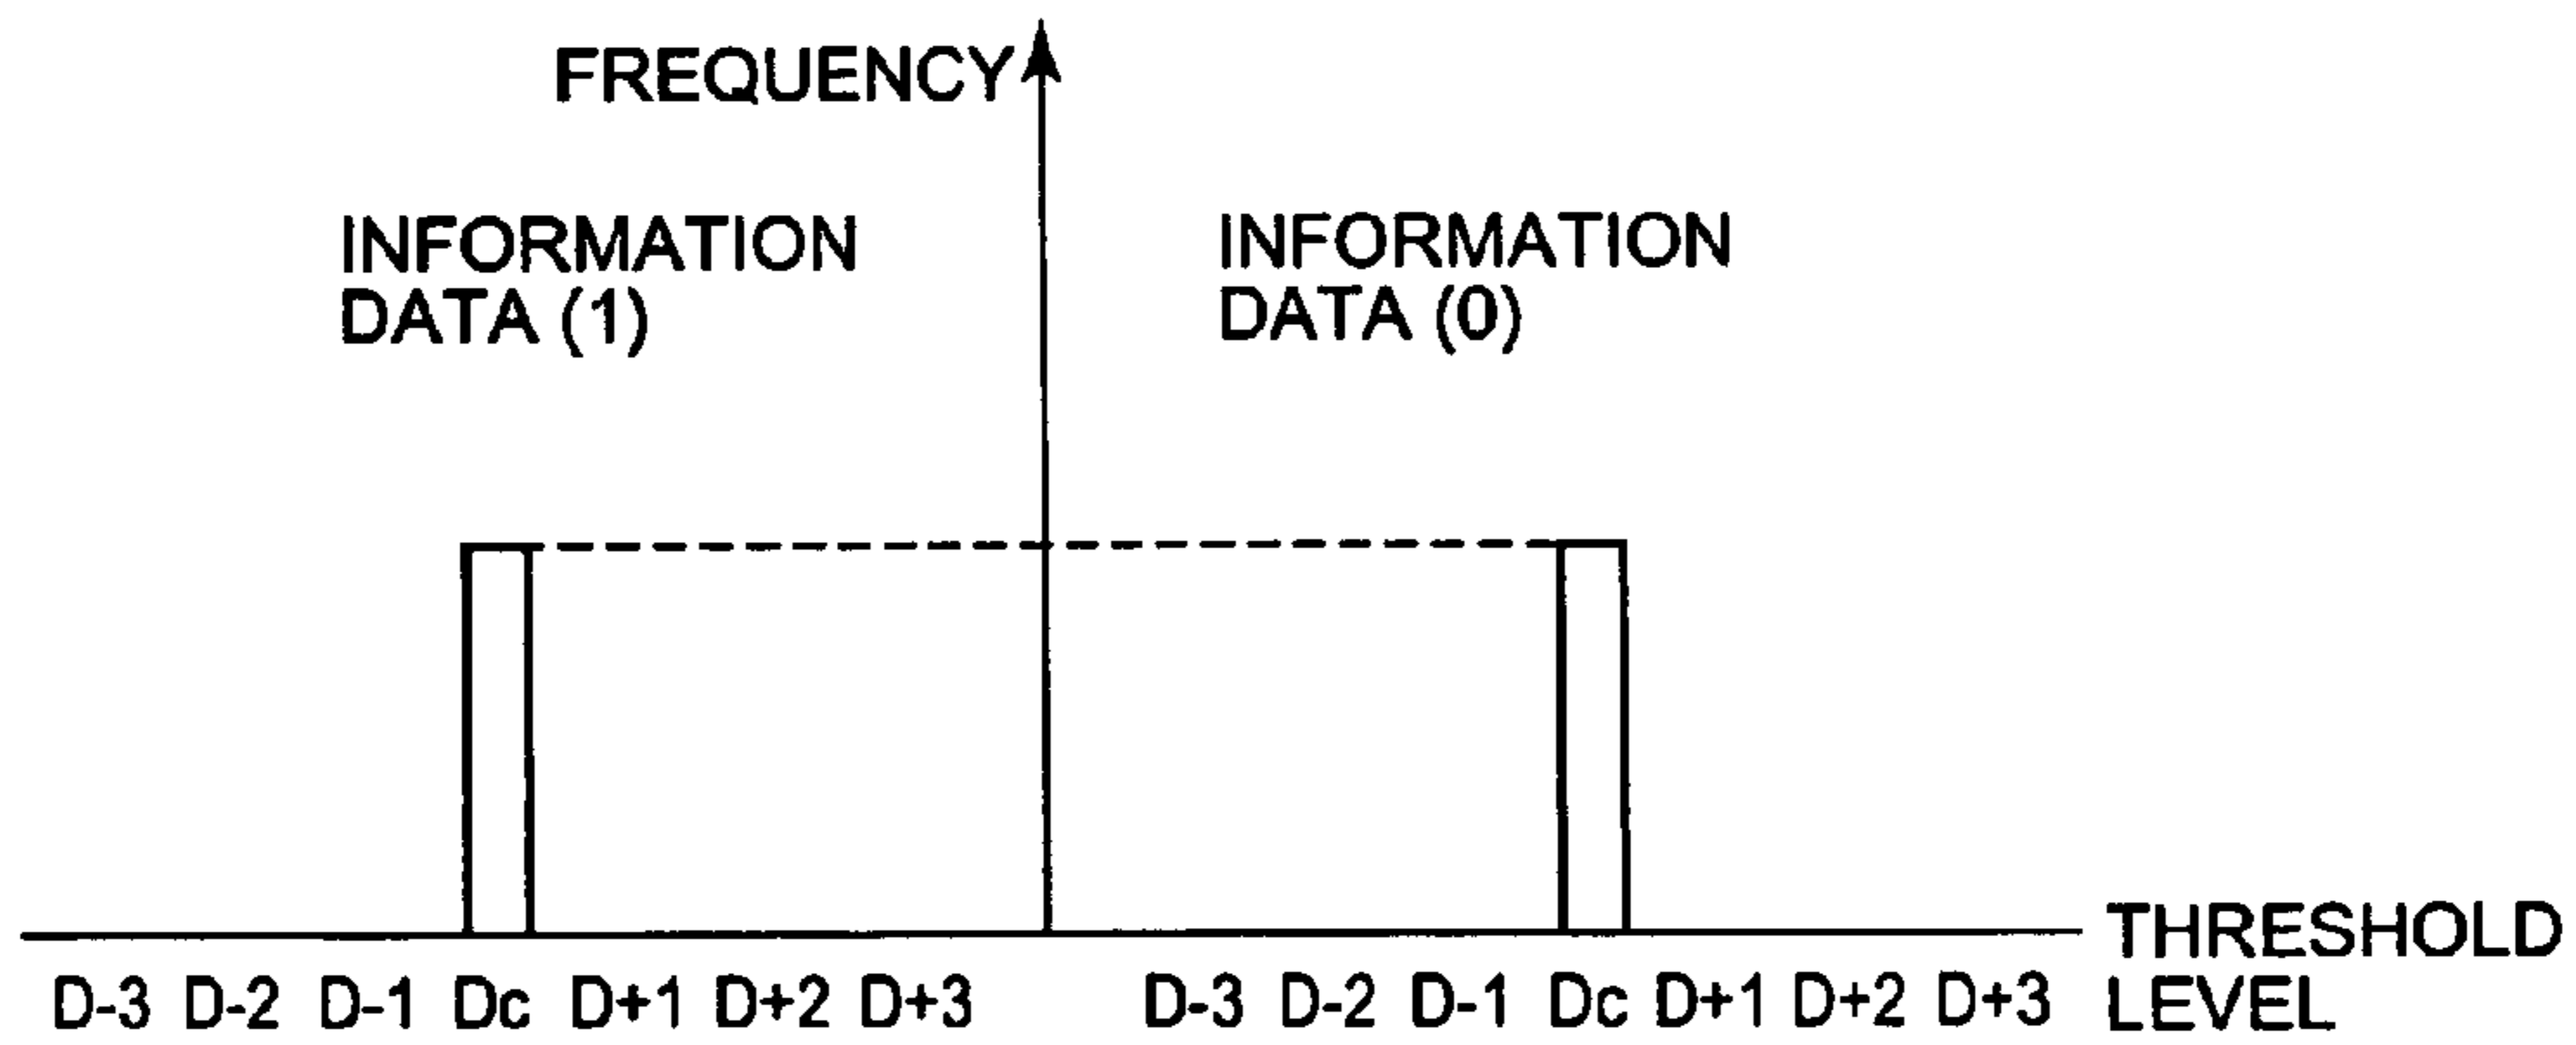 FREQUENCY
INFORMATION
DATA (1)
INFORMATION
DATA (0)
D-3 D-2 D-1 Dc D+1 D+2 D+3 D-3 D-2 D-1 Dc D+1 D+2 D+3
THRESHOLD
LEVEL